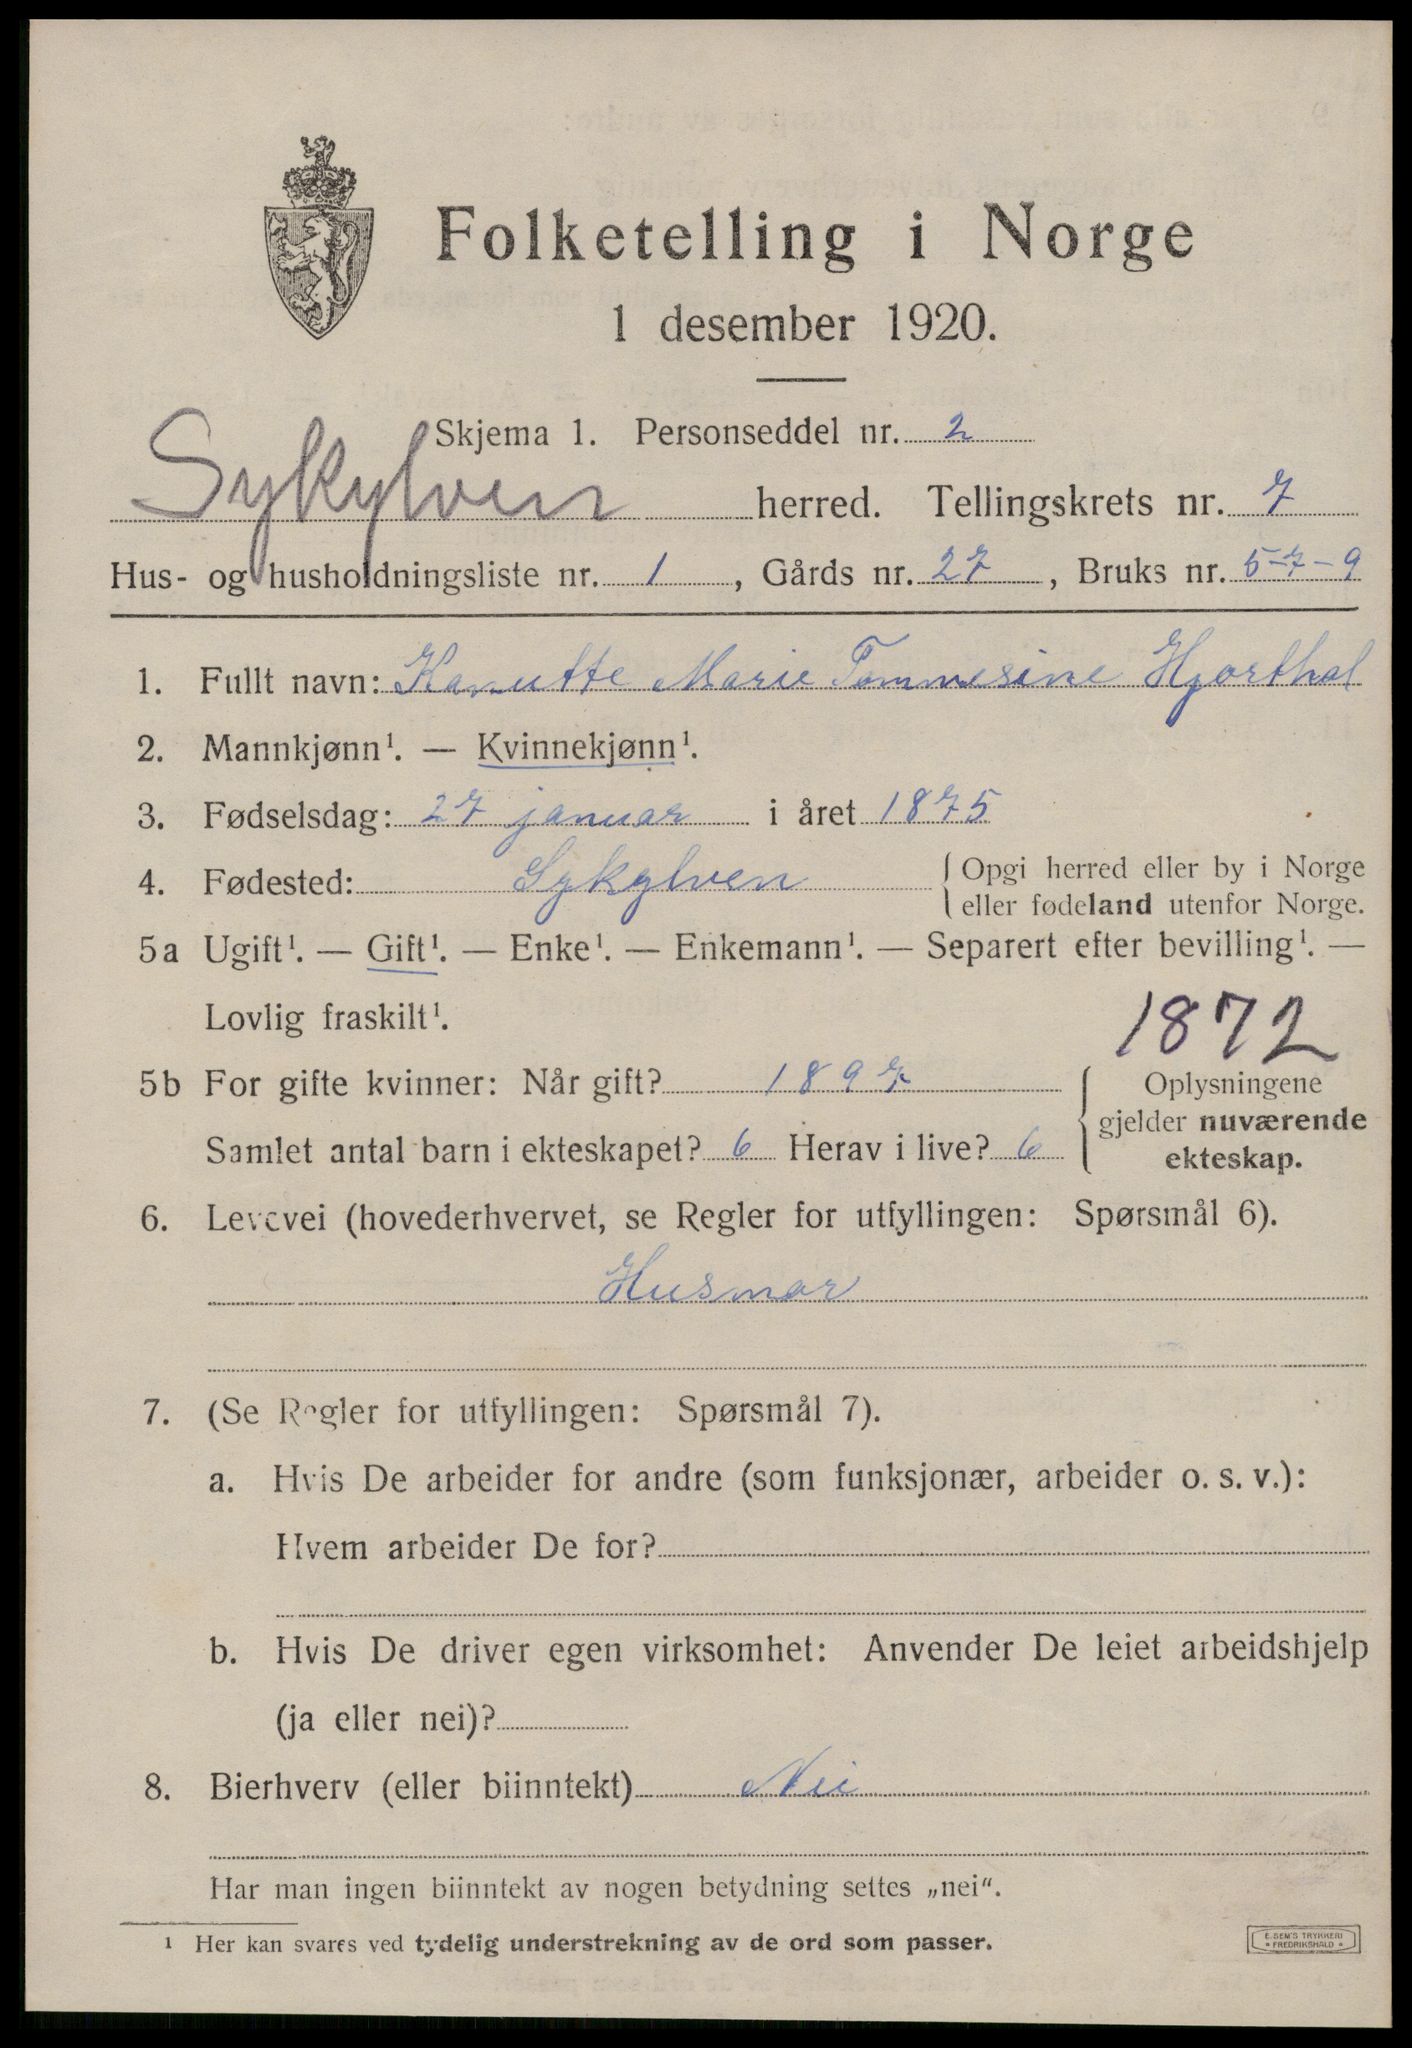 Folketelling i Norge
1 desember 1920.
Skjema 1. Personseddel nr. 2
Sykylven herred. Tellingskrets nr. 7
Hus- og husholdningsliste nr. 1, Gårds nr. 27, Bruks nr. 5-7-9
1. Fullt navn: Kanutte Marie Tommesine Hjorthol
2. Mannkjønn¹. — Kvinnekjønn¹.
3. Fødselsdag: 27 januar i året 1875
4. Fødested: Sykylven {Opgi herred eller by i Norge
eller fødeland utenfor Norge.
5a Ugift¹. — Gift¹. — Enke¹. — Enkemann¹. — Separert efter bevilling¹. —
Lovlig fraskilt¹.
1872
5b For gifte kvinner: Når gift? 1897
Samlet antal barn i ekteskapet? 6 Herav i live? 6
{Oplysningene
gjelder nuværende
ekteskap.
6. Levevei (hovederhvervet, se Regler for utfyllingen: Spørsmål 6).
Husmor
7. (Se Regler for utfyllingen: Spørsmål 7).
a. Hvis De arbeider for andre (som funksjonær, arbeider o. s. v.):
Hvem arbeider De for?
b. Hvis De driver egen virksomhet: Anvender De leiet arbeidshjelp
(ja eller nei)?
8. Bierhverv (eller biinntekt) Nei
Har man ingen biinntekt av nogen betydning settes „nei".
¹ Her kan svares ved tydelig understrekning av de ord som passer.
E. SEM'S TRYKKERI
• FREDRIKSHALD •